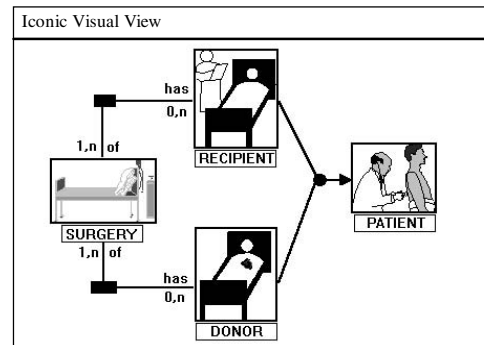 Iconic Visual View
has
0,n
RECIPIENT
1,n of
SURGERY
1,n of
PATIENT
has
0,n
DONOR